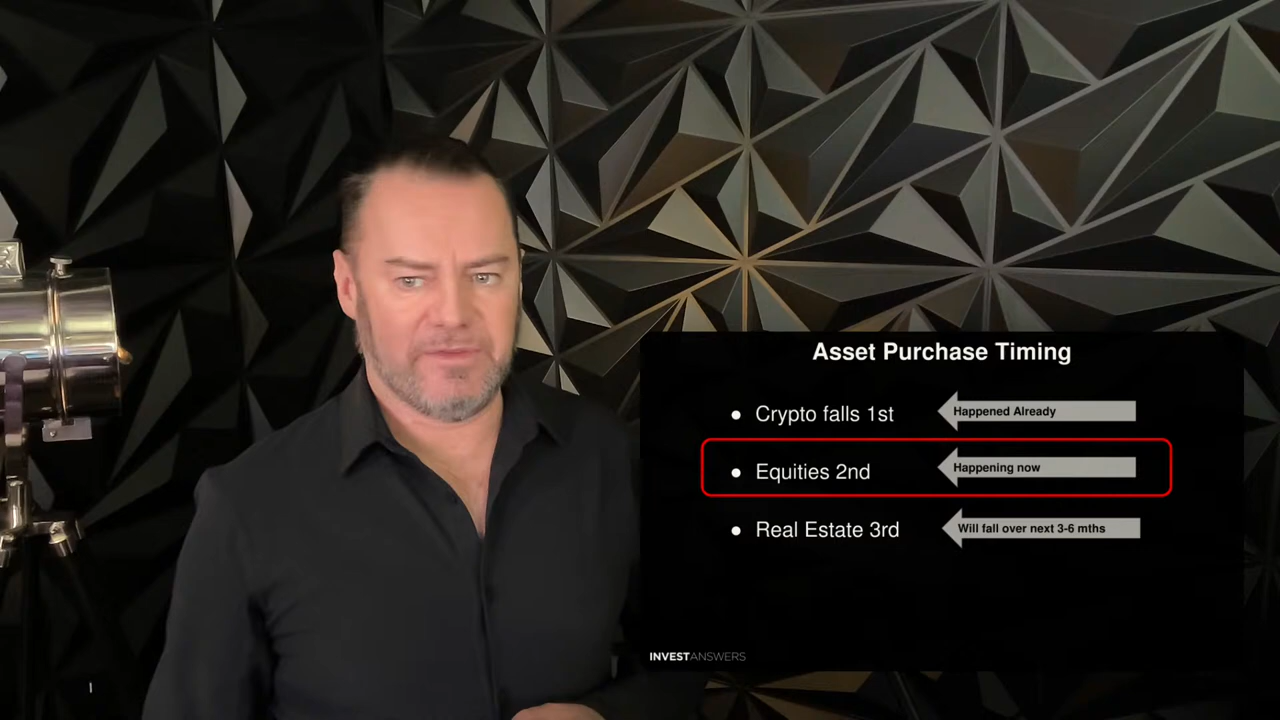 Asset Purchase Timing
● Crypto falls 1st Happened Already
● Equities 2nd Happening now
● Real Estate 3rd Will fall over next 3-6 mths
INVESTANSWERS